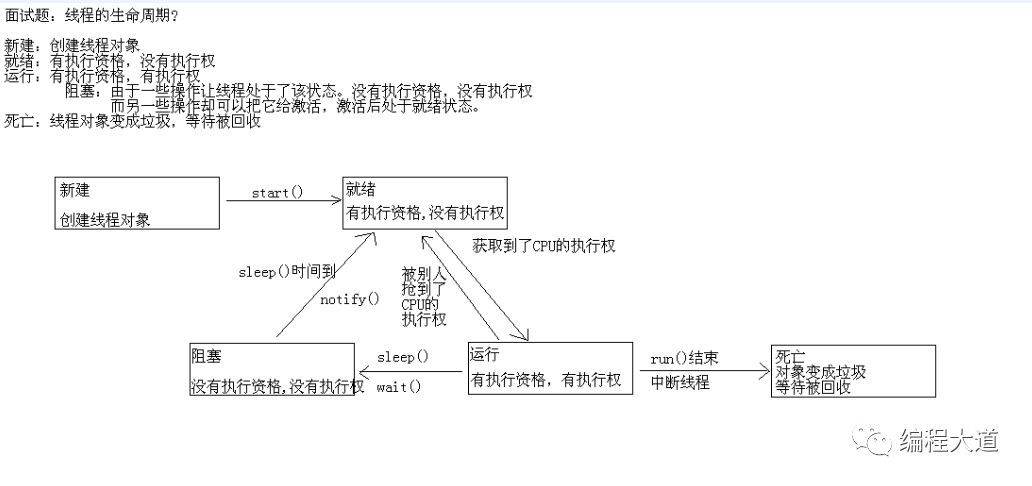 面试题：线程的生命周期？
新建：创建线程对象
就绪：有执行资格，没有执行权
运行：有执行资格，有执行权
阻塞：由于一些操作让线程处于了该状态。没有执行资格，没有执行权
而另一些操作却可以把它给激活，激活后处于就绪状态。
死亡：线程对象变成垃圾，等待被回收
新建
创建线程对象
start()
就绪
有执行资格,没有执行权
获取到了CPU的执行权
sleep()时间到
notify()
被别人
抢到了
CPU的
执行权
阻塞
没有执行资格,没有执行权
sleep()
wait()
运行
有执行资格，有执行权
run()结束
中断线程
死亡
对象变成垃圾
等待被回收
编程大道